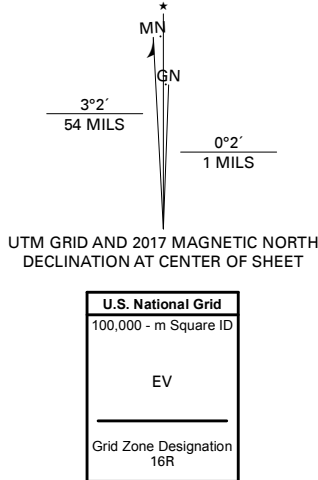 MN
GN
3°2´
54 MILS
0°2´
1 MILS
UTM GRID AND 2017 MAGNETIC NORTH
DECLINATION AT CENTER OF SHEET
U.S. National Grid
100,000 - m Square ID
EV
Grid Zone Designation
16R